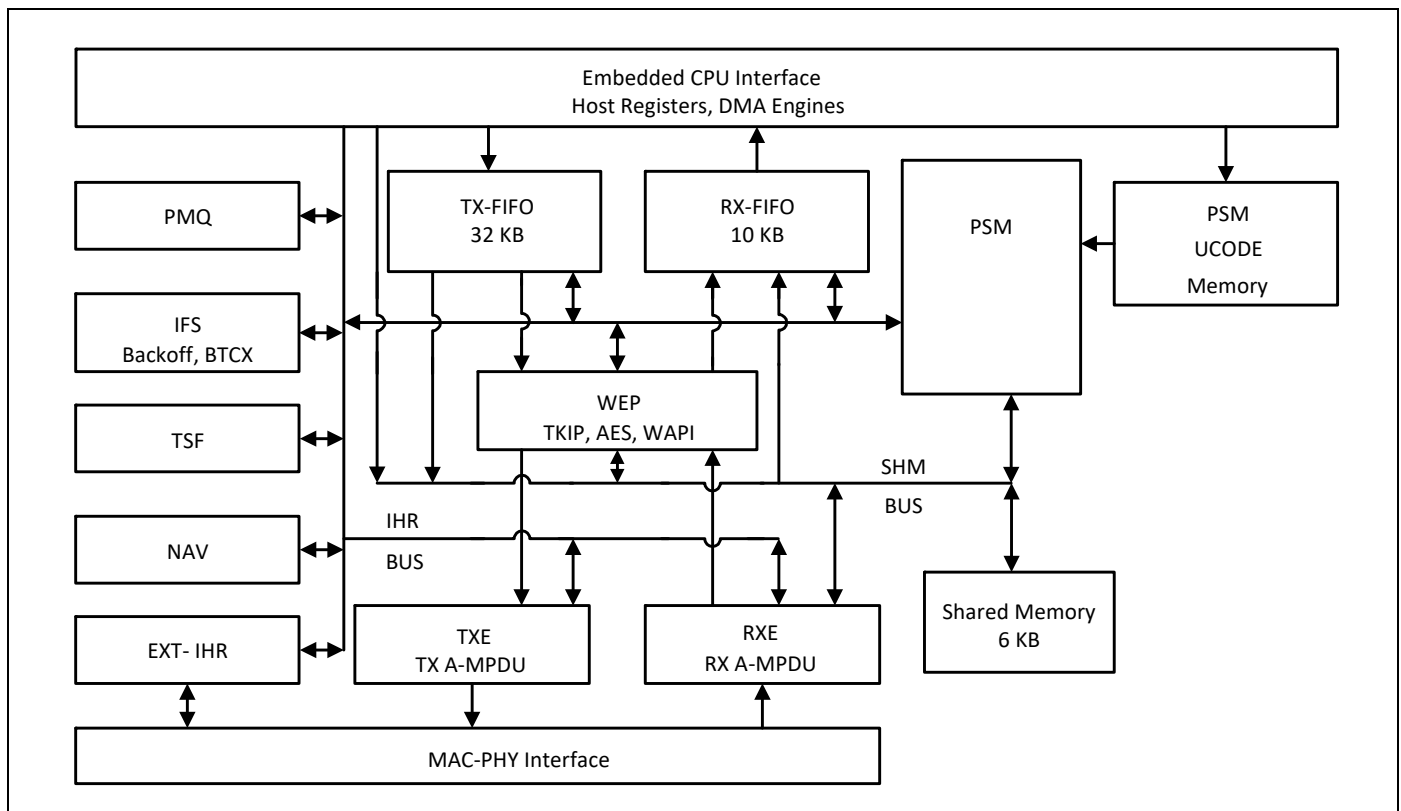 Embedded CPU Interface
Host Registers, DMA Engines
PMQ
TX-FIFO
32 KB
RX-FIFO
10 KB
PSM
PSM
UCODE
Memory
IFS
Backoff, BTCX
WEP
TKIP, AES, WAPI
TSF
SHM
BUS
IHR
BUS
NAV
Shared Memory
6 KB
EXT- IHR
TXE
TX A-MPDU
RXE
RX A-MPDU
MAC-PHY Interface